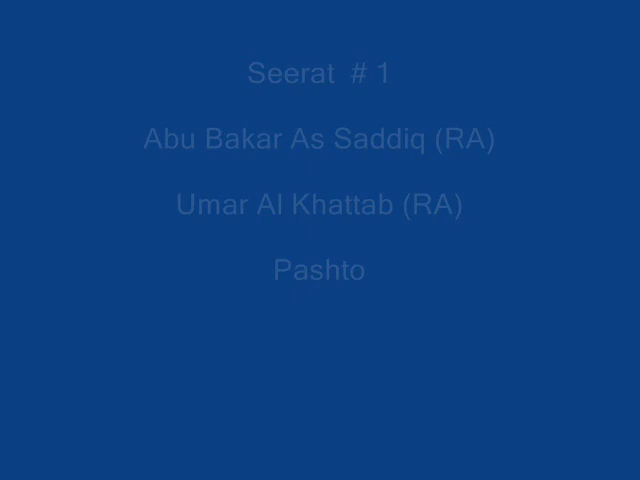 Seerat # 1
Abu Bakar As Saddiq (RA)
Umar Al Khattab (RA)
Pashto